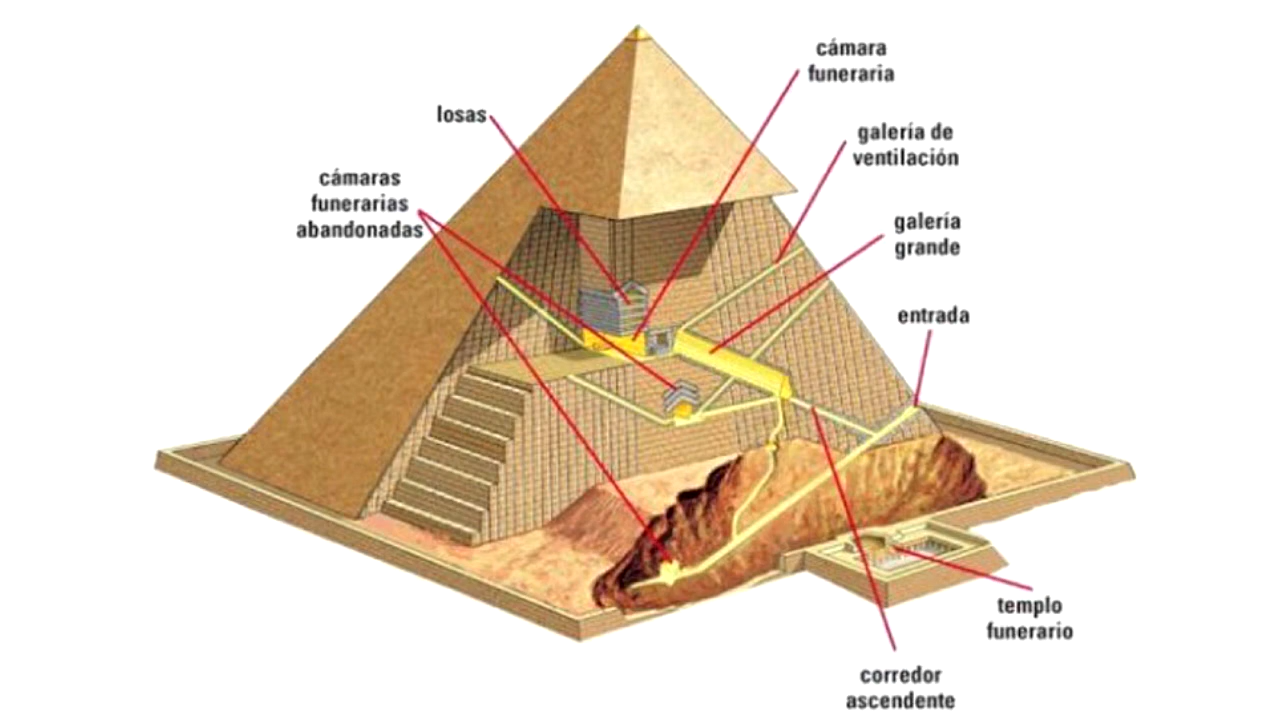 cámara
funeraria
losas
galería de
ventilación
cámaras
funerarias
abandonadas
galería
grande
entrada
templo
funerario
corredor
ascendente